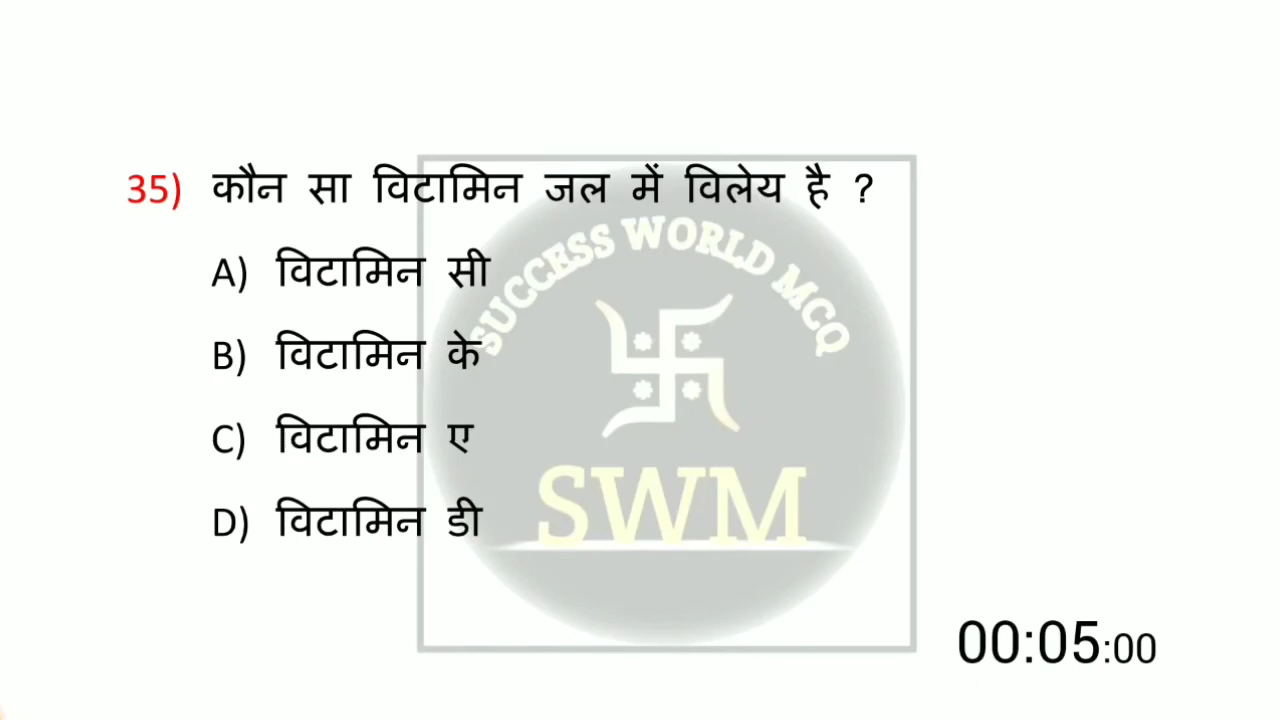 35) कौन सा विटामिन जल में विलेय है ?
A) विटामिन सी
B) विटामिन के
C) विटामिन ए
D) विटामिन डी
SUCCESS WORLD MCQ
SWM
00:05:00